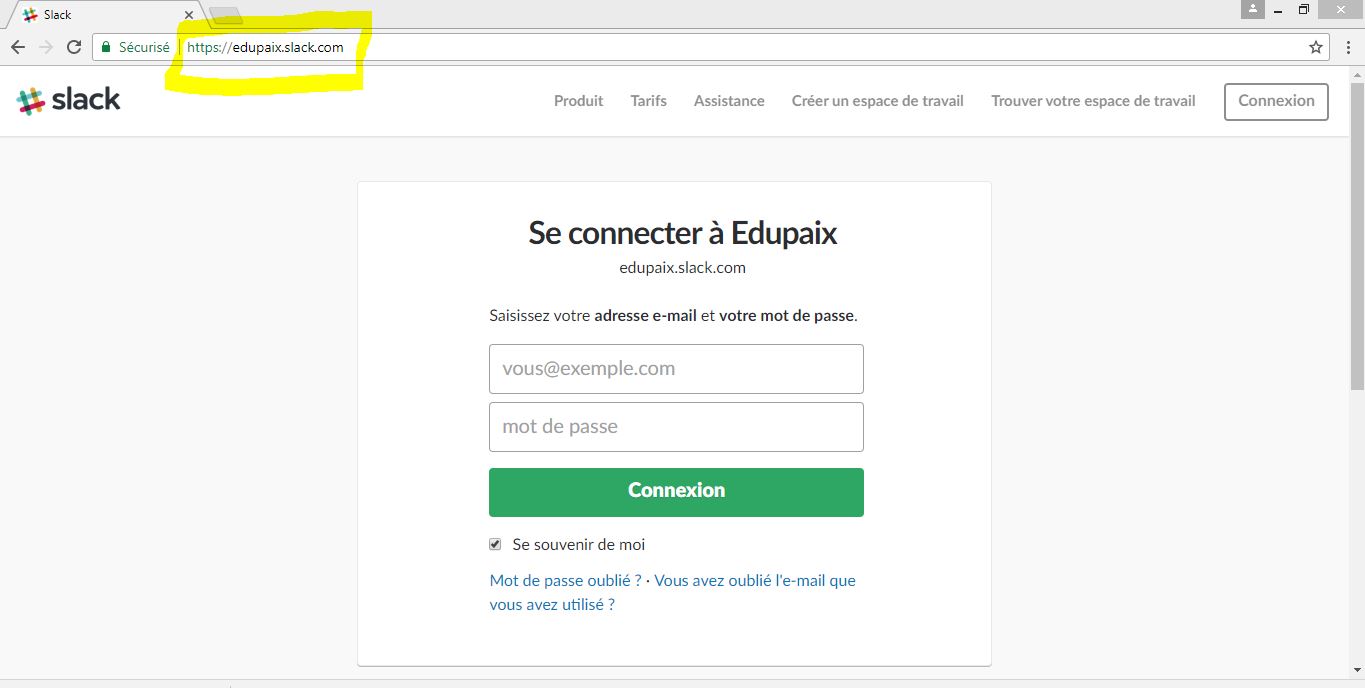 Slack
Sécurisé https://edupaix.slack.com
slack
Produit Tarifs Assistance Créer un espace de travail Trouver votre espace de travail Connexion
Se connecter à Edupaix
edupaix.slack.com
Saisissez votre adresse e-mail et votre mot de passe.
vous@exemple.com
mot de passe
Connexion
Se souvenir de moi
Mot de passe oublié ? · Vous avez oublié l'e-mail que
vous avez utilisé ?